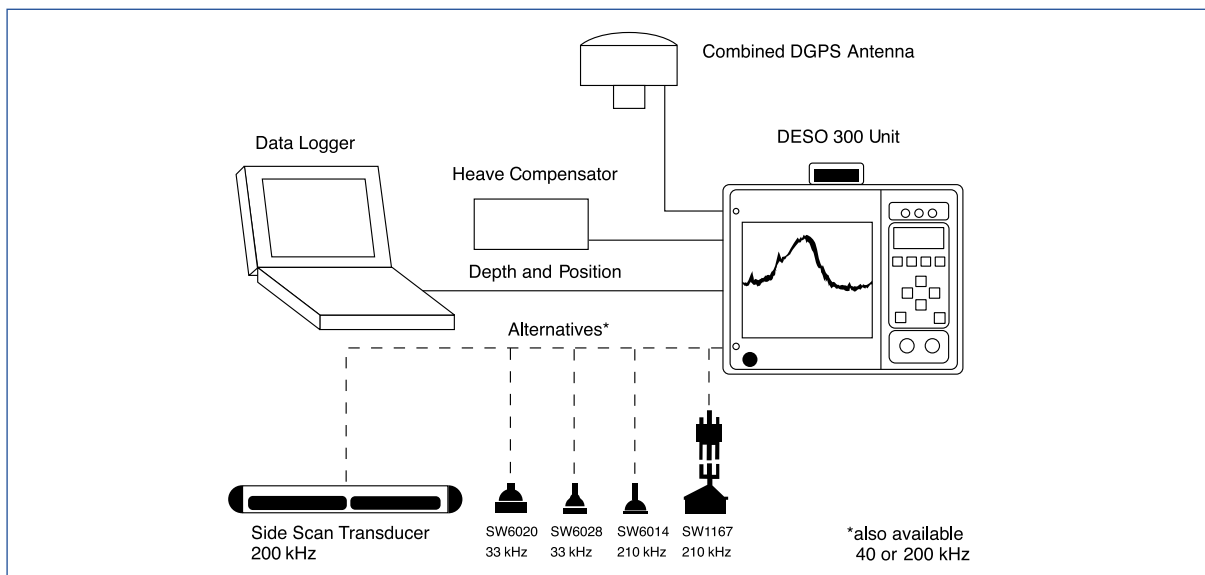 Combined DGPS Antenna
DESO 300 Unit
Data Logger
Heave Compensator
Depth and Position
Alternatives*
Side Scan Transducer
200 kHz
SW6020
33 kHz
SW6028
33 kHz
SW6014
210 kHz
SW1167
210 kHz
*also available
40 or 200 kHz